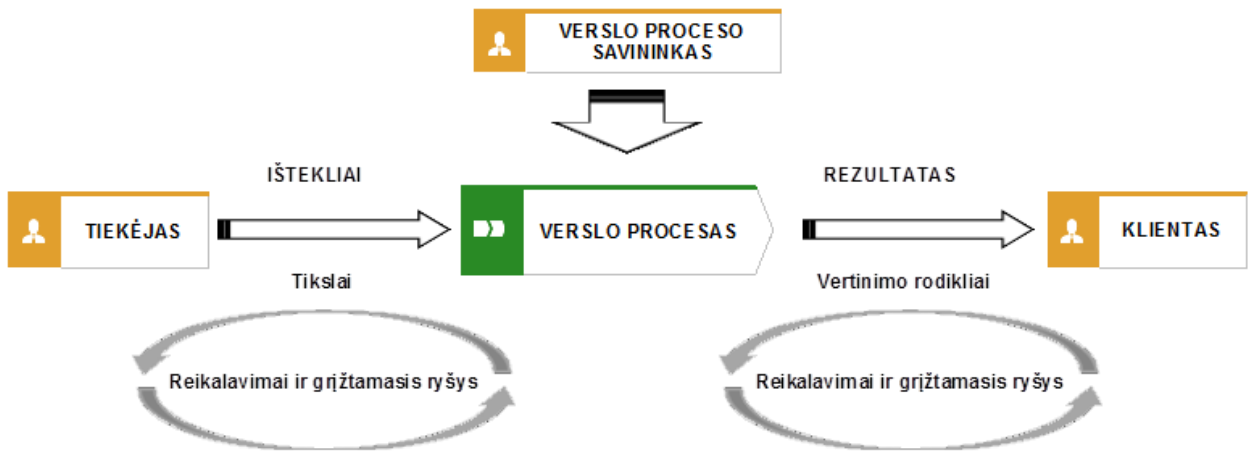 VERSLO PROCESO
SAVININKAS
IŠTEKLIAI
REZULTATAS
TIEKĖJAS
VERSLO PROCESAS
KLIENTAS
Tikslai
Vertinimo rodikliai
Reikalavimai ir grįžtamasis ryšys
Reikalavimai ir grįžtamasis ryšys